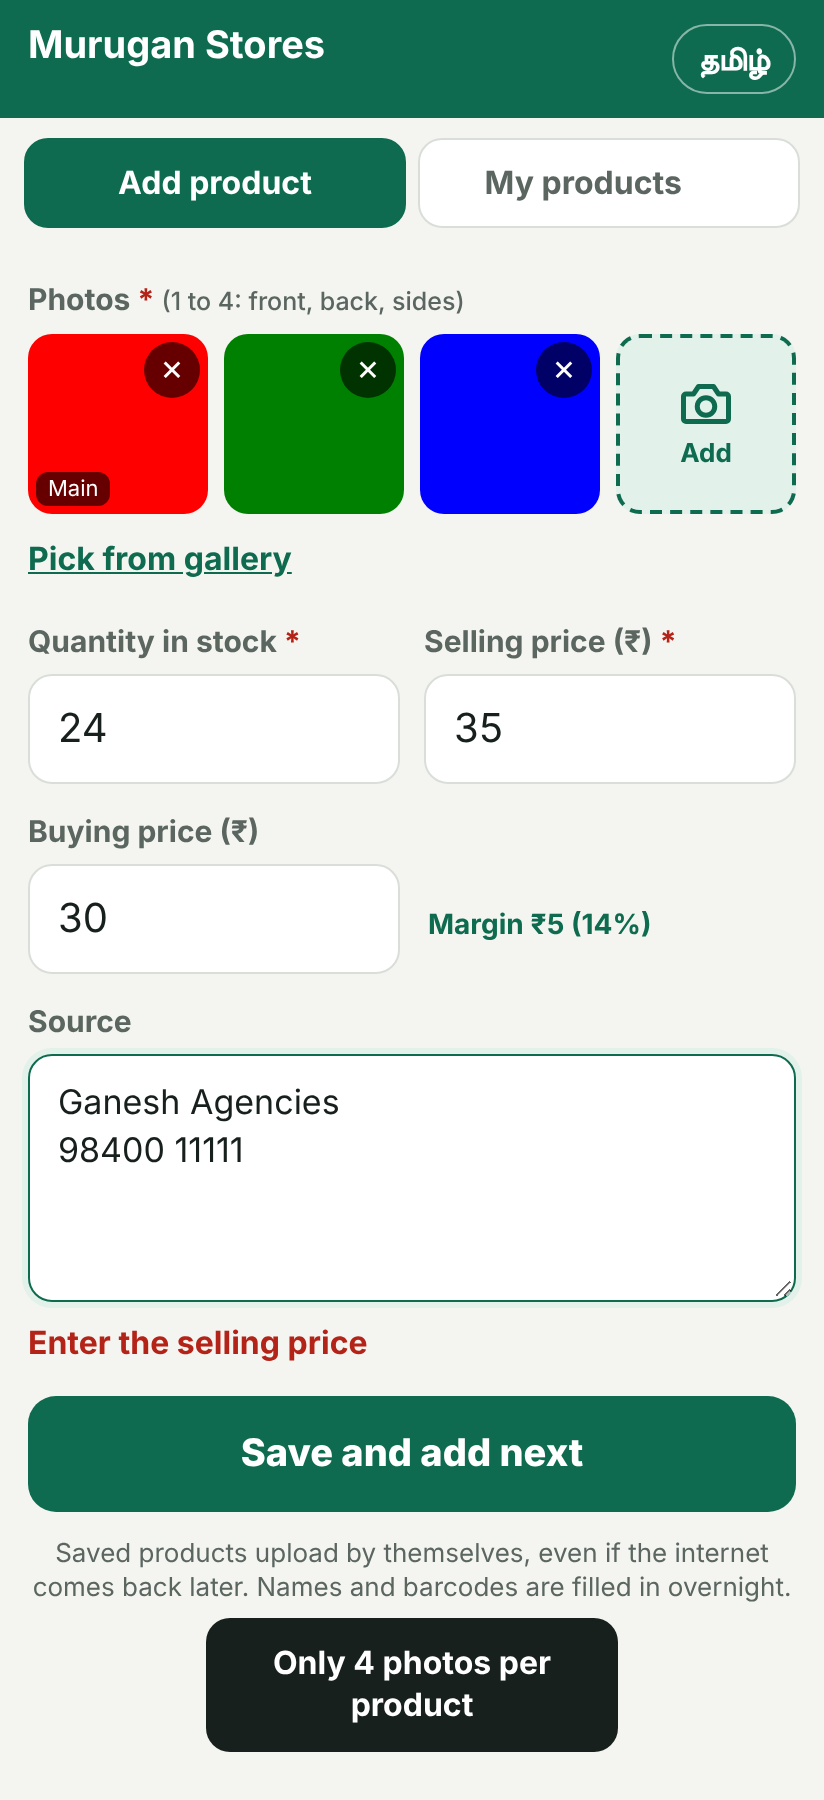 Murugan Stores
தமிழ்
Add product
My products
Photos * (1 to 4: front, back, sides)
✕
✕
✕
Main
Add
Pick from gallery
Quantity in stock *
Selling price (₹) *
24
35
Buying price (₹)
30
Margin ₹5 (14%)
Source
Ganesh Agencies
98400 11111
Enter the selling price
Save and add next
Saved products upload by themselves, even if the internet
comes back later. Names and barcodes are filled in overnight.
Only 4 photos per
product